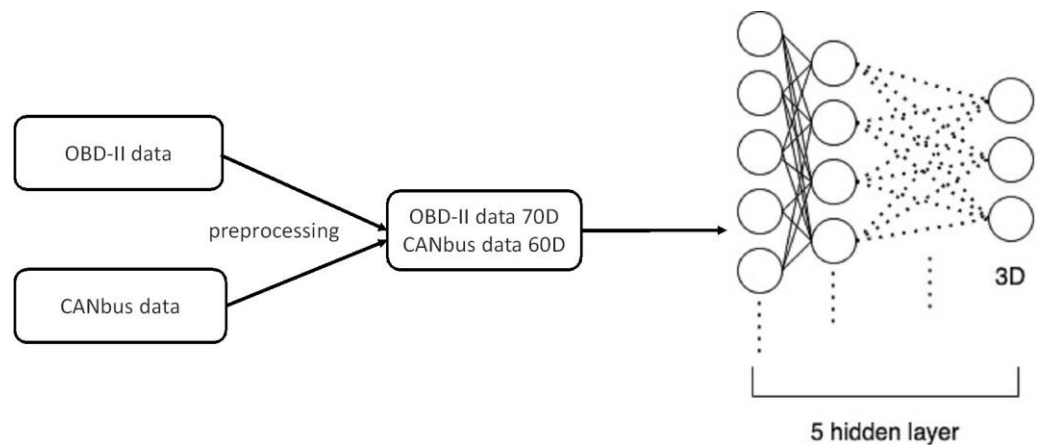 OBD-II data
preprocessing
CANbus data
OBD-II data 70D
CANbus data 60D
3D
5 hidden layer